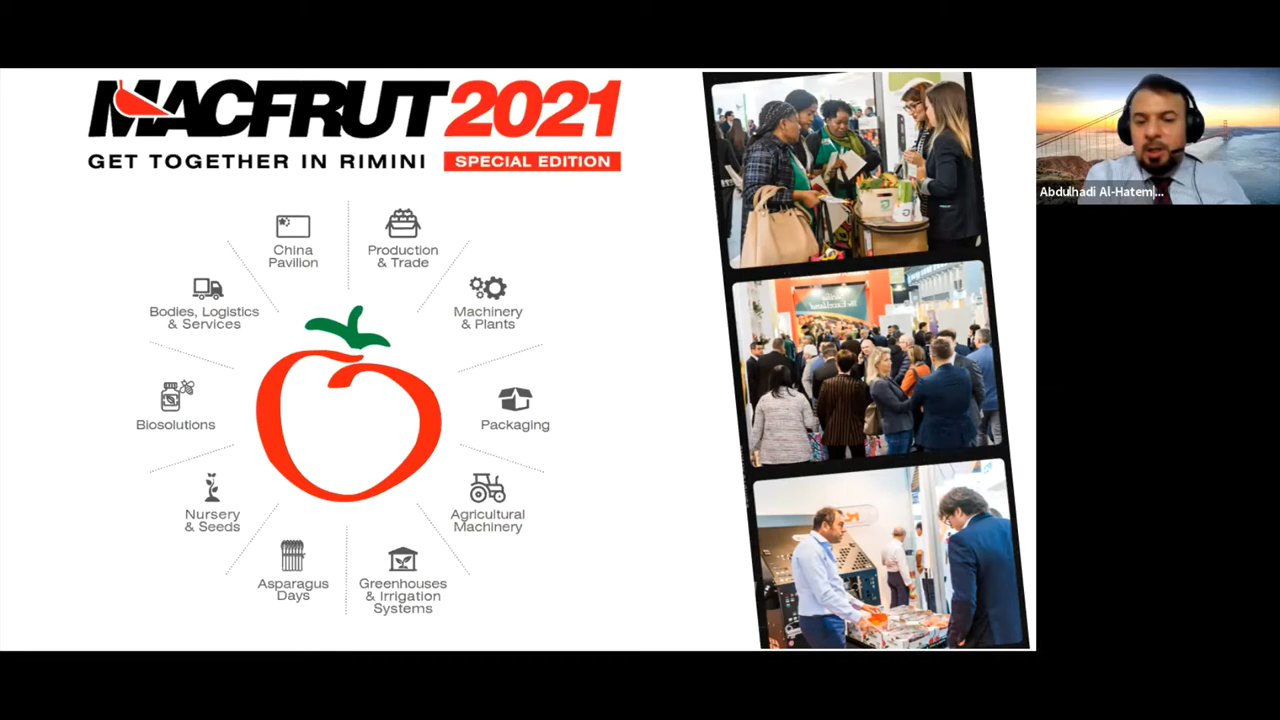 MACFRUT 2021
GET TOGETHER IN RIMINI SPECIAL EDITION
China
Pavilion
Production
& Trade
Bodies, Logistics
& Services
Machinery
& Plants
Biosolutions
Packaging
Nursery
& Seeds
Agricultural
Machinery
Asparagus
Days
Greenhouses
& Irrigation
Systems
Abdulhadi Al-Hatem...